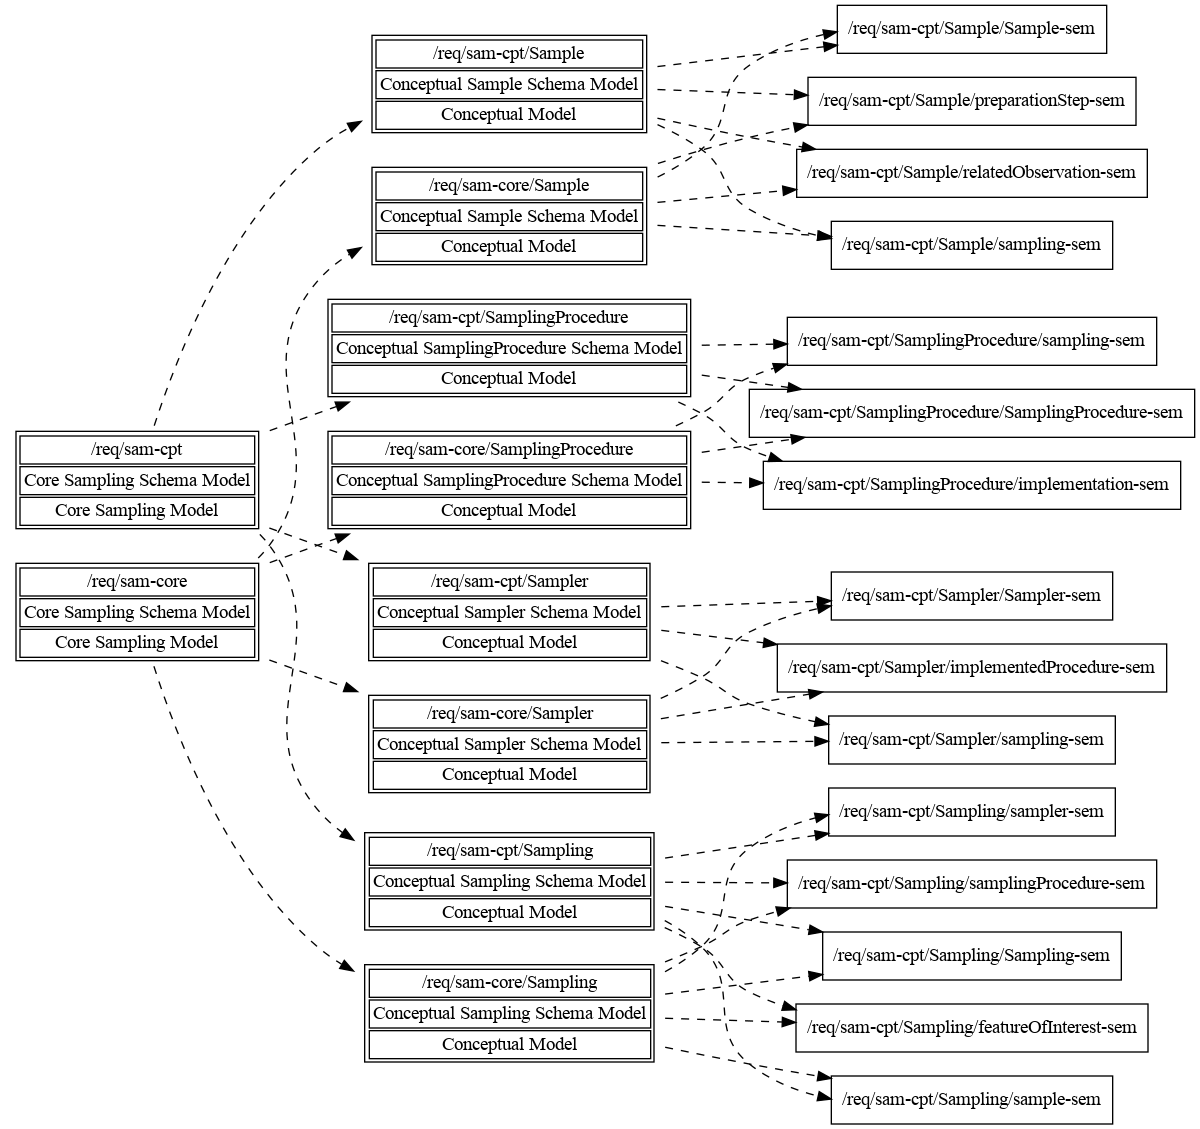 /req/sam-cpt
Core Sampling Schema Model
Core Sampling Model
/req/sam-core
Core Sampling Schema Model
Core Sampling Model
/req/sam-cpt/Sample
Conceptual Sample Schema Model
Conceptual Model
/req/sam-core/Sample
Conceptual Sample Schema Model
Conceptual Model
/req/sam-cpt/SamplingProcedure
Conceptual SamplingProcedure Schema Model
Conceptual Model
/req/sam-core/SamplingProcedure
Conceptual SamplingProcedure Schema Model
Conceptual Model
/req/sam-cpt/Sampler
Conceptual Sampler Schema Model
Conceptual Model
/req/sam-core/Sampler
Conceptual Sampler Schema Model
Conceptual Model
/req/sam-cpt/Sampling
Conceptual Sampling Schema Model
Conceptual Model
/req/sam-core/Sampling
Conceptual Sampling Schema Model
Conceptual Model
/req/sam-cpt/Sample/Sample-sem
/req/sam-cpt/Sample/preparationStep-sem
/req/sam-cpt/Sample/relatedObservation-sem
/req/sam-cpt/Sample/sampling-sem
/req/sam-cpt/SamplingProcedure/sampling-sem
/req/sam-cpt/SamplingProcedure/SamplingProcedure-sem
/req/sam-cpt/SamplingProcedure/implementation-sem
/req/sam-cpt/Sampler/Sampler-sem
/req/sam-cpt/Sampler/implementedProcedure-sem
/req/sam-cpt/Sampler/sampling-sem
/req/sam-cpt/Sampling/sampler-sem
/req/sam-cpt/Sampling/samplingProcedure-sem
/req/sam-cpt/Sampling/Sampling-sem
/req/sam-cpt/Sampling/featureOfInterest-sem
/req/sam-cpt/Sampling/sample-sem